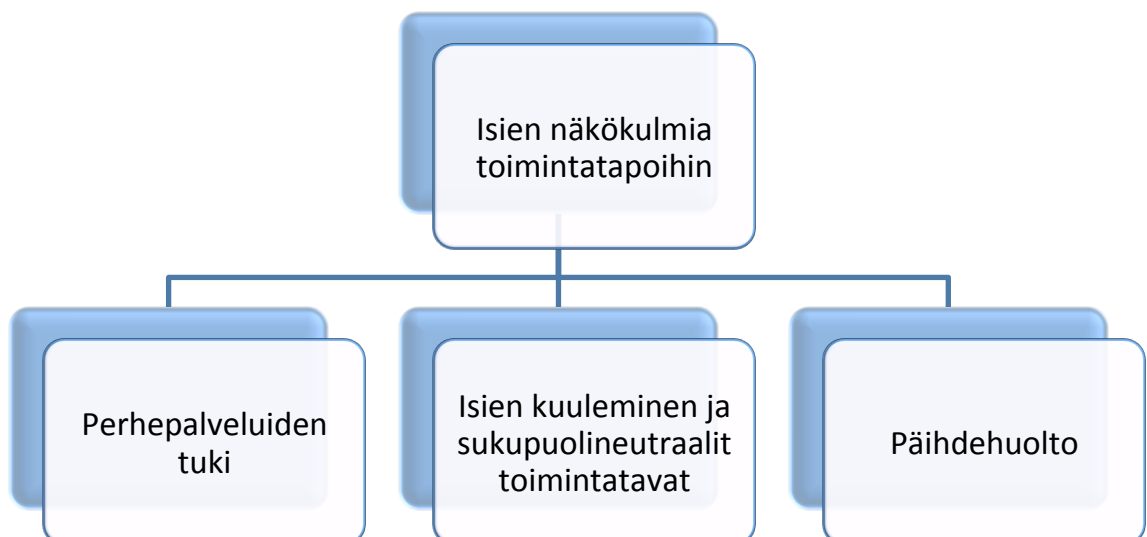 Isien näkökulmia
toimintatapoihin
Perhepalveluiden
tuki
Isien kuuleminen ja
sukupuolineutraalit
toimintatavat
Päihdehuolto